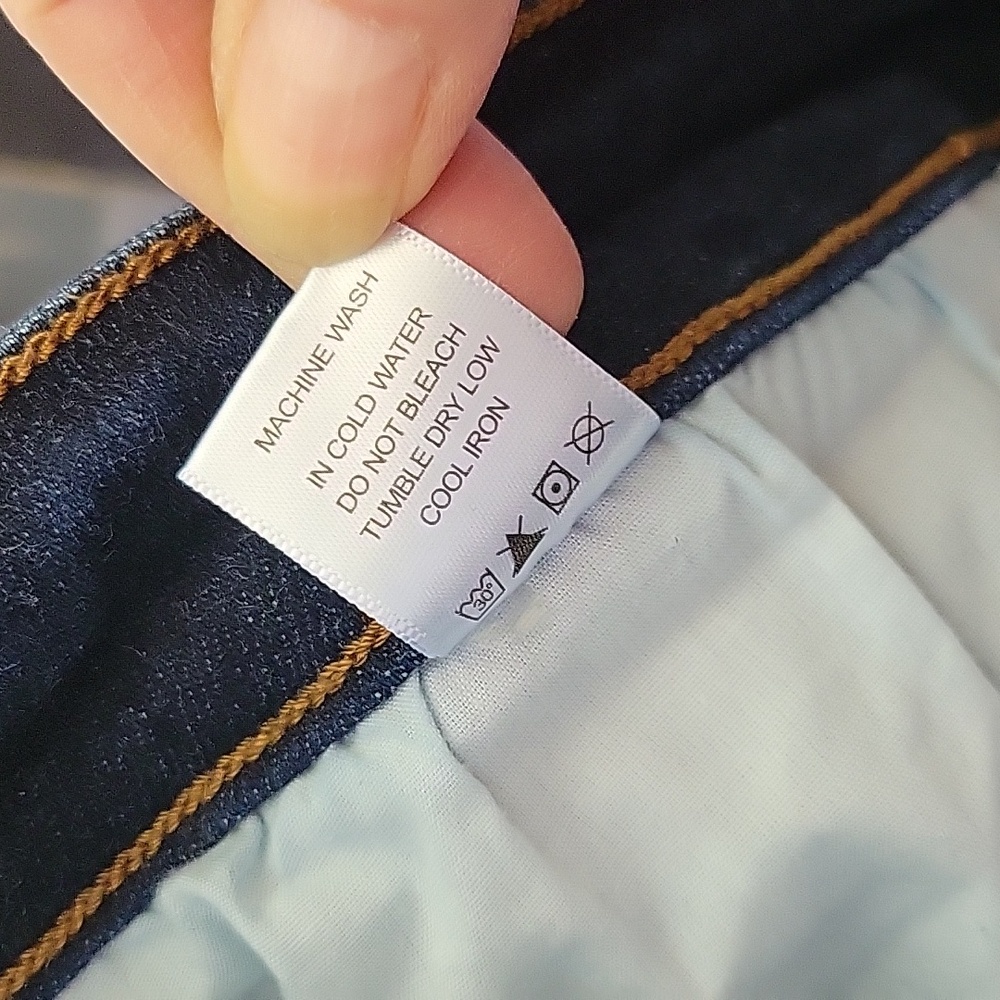 MACHINE WASH
IN COLD WATER
DO NOT BLEACH
TUMBLE DRY LOW
COOL IRON
30°